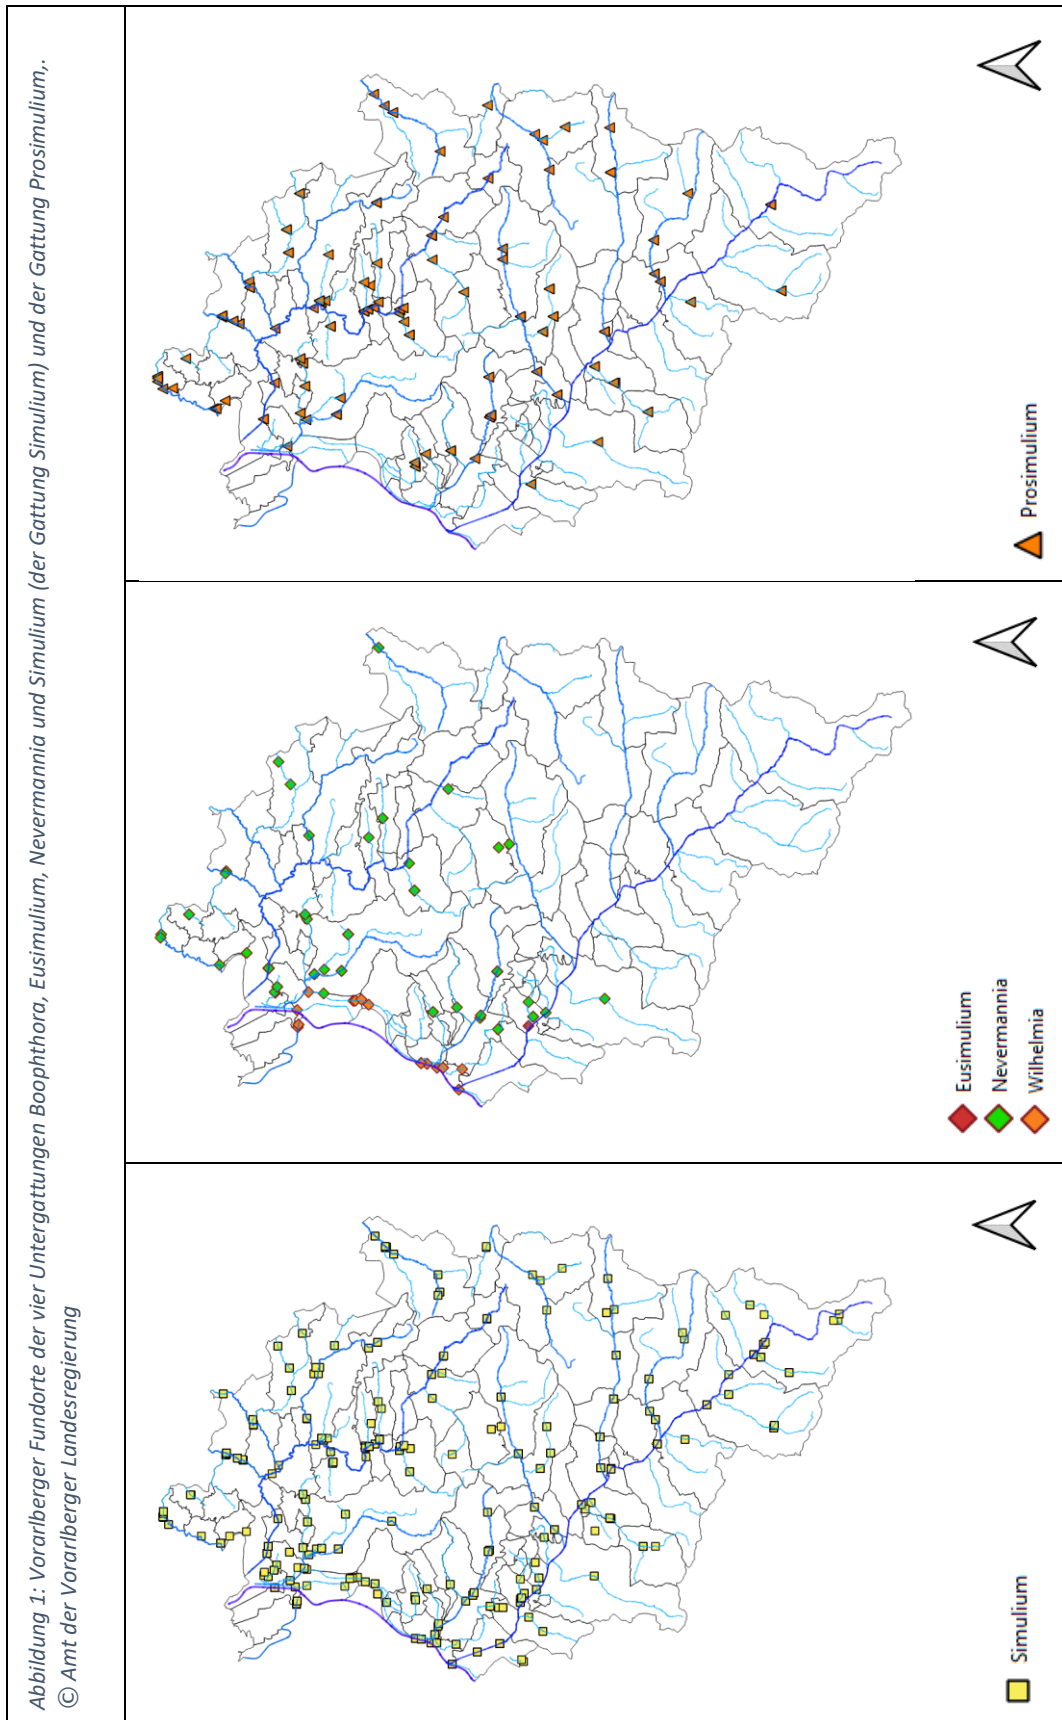 Abbildung 1: Vorarlberger Fundorte der vier Untergattungen Boophthora, Eusimulium, Nevermannia und Simulium (der Gattung Simulium) und der Gattung Prosimulium,.
© Amt der Vorarlberger Landesregierung
Simulium
Eusimulium
Nevermannia
Wilhelmia
Prosimulium